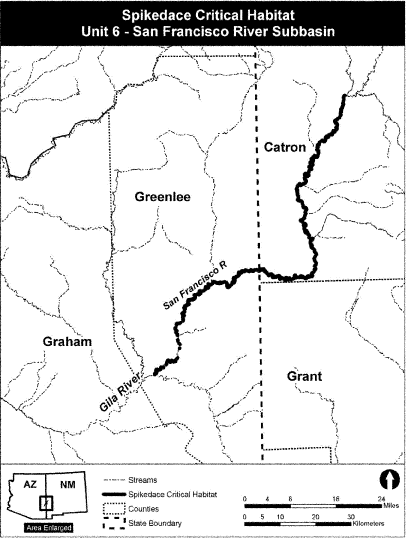 Spikedace Critical Habitat
Unit 6 - San Francisco River Subbasin
Catron
Greenlee
San Francisco R
Graham
Gila River
Grant
AZ NM
Area Enlarged
Streams
Spikedace Critical Habitat
Counties
State Boundary
0 4 8 16 24
Miles
0 5 10 20 30
Kilometers